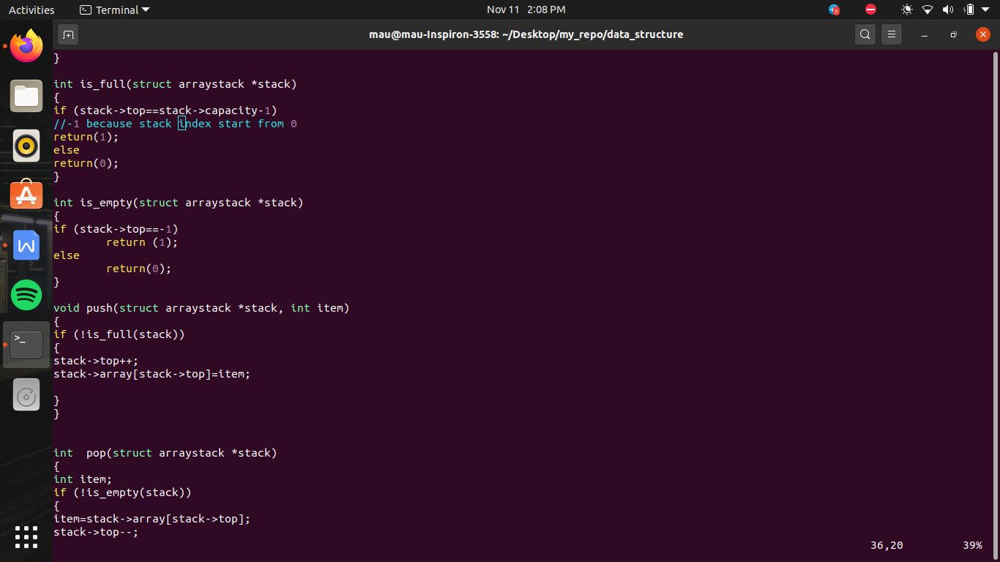 Activities Terminal Nov 11 2:08 PM 9
mau@mau-Inspiron-3558: ~/Desktop/my_repo/data_structure
}
int is_full(struct arraystack *stack)
{
if (stack->top==stack->capacity-1)
//-1 because stack index start from 0
return(1);
else
return(0);
}
int is_empty(struct arraystack *stack)
{
if (stack->top==-1)
        return (1);
else
        return(0);
}
void push(struct arraystack *stack, int item)
{
if (!is_full(stack))
{
stack->top++;
stack->array[stack->top]=item;
}
}
int  pop(struct arraystack *stack)
{
int item;
if (!is_empty(stack))
{
item=stack->array[stack->top];
stack->top--;
36,20 39%